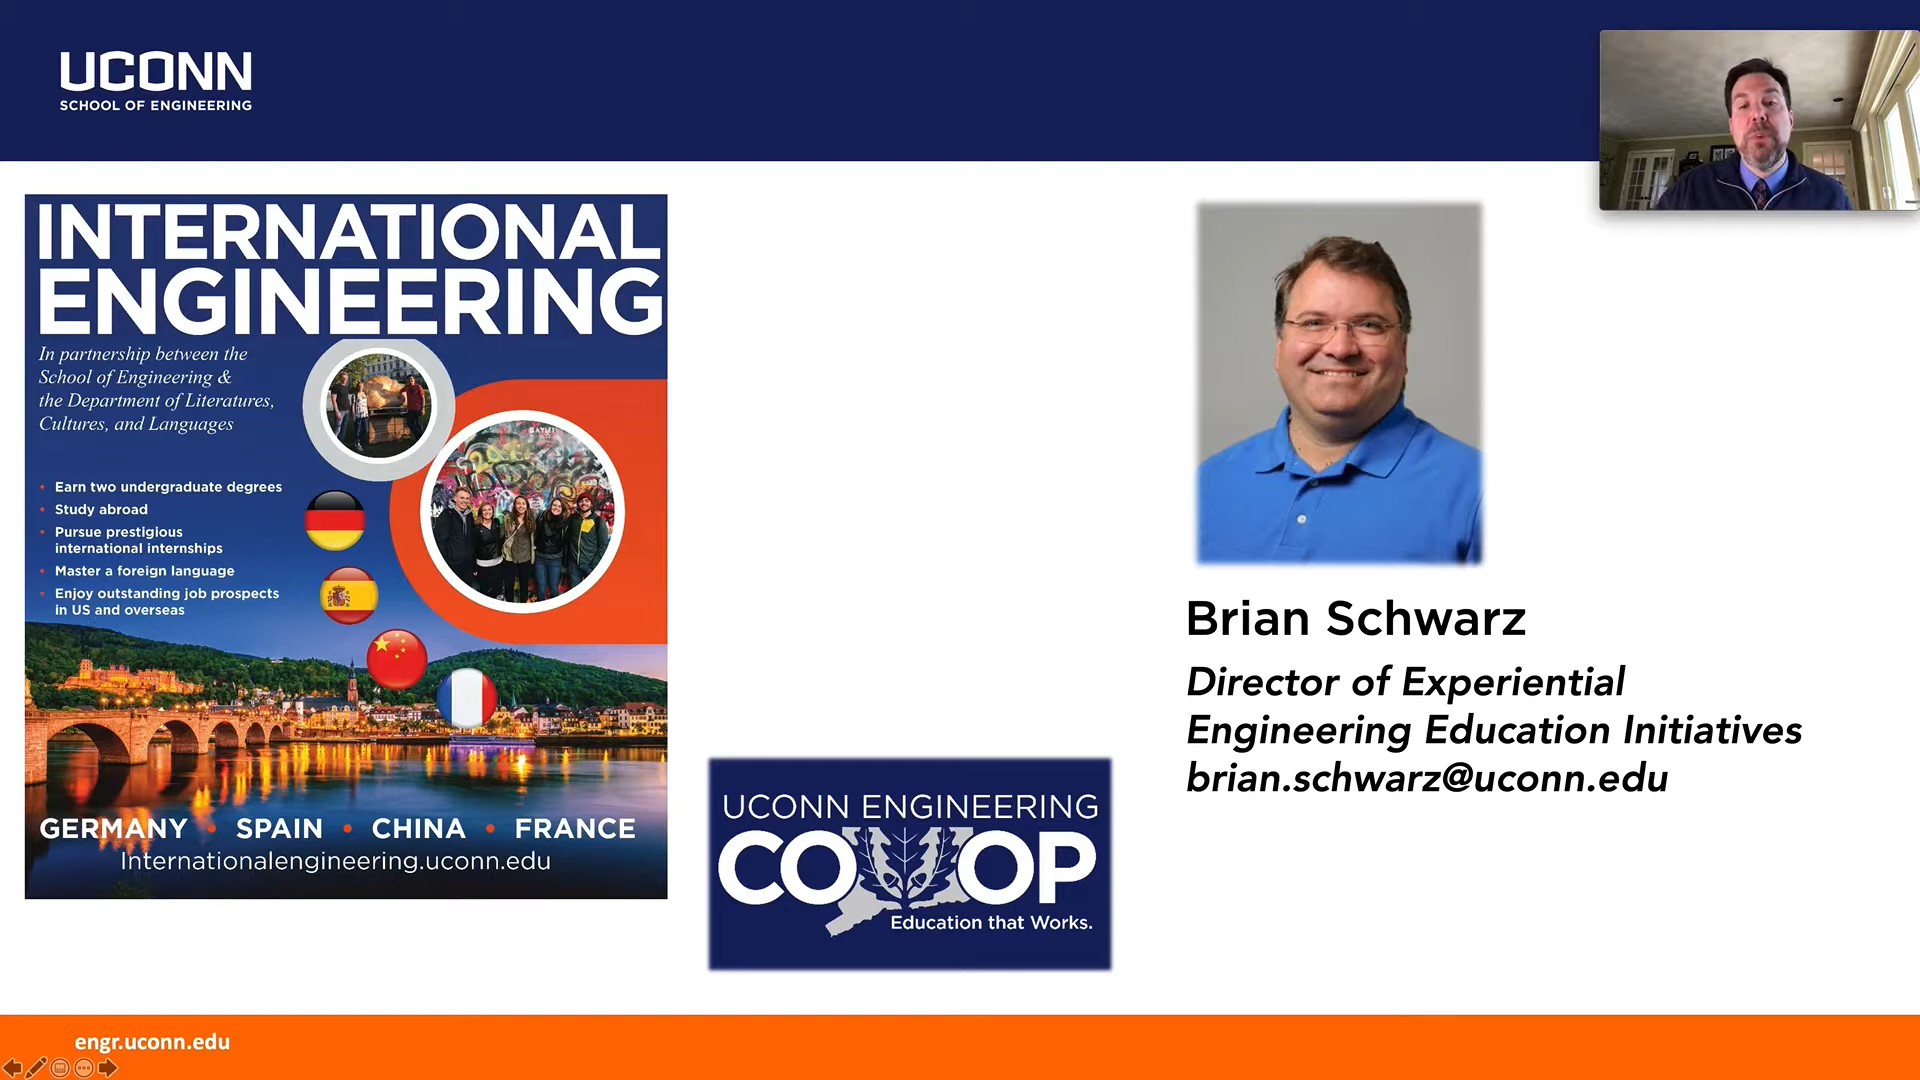 UCONN
SCHOOL OF ENGINEERING
INTERNATIONAL
ENGINEERING
In partnership between the
School of Engineering &
the Department of Literatures,
Cultures, and Languages
• Earn two undergraduate degrees
• Study abroad
• Pursue prestigious
international internships
• Master a foreign language
• Enjoy outstanding job prospects
in US and overseas
GERMANY • SPAIN • CHINA • FRANCE
Internationalengineering.uconn.edu
UCONN ENGINEERING
CO OP
Education that Works.
Brian Schwarz
Director of Experiential
Engineering Education Initiatives
brian.schwarz@uconn.edu
engr.uconn.edu